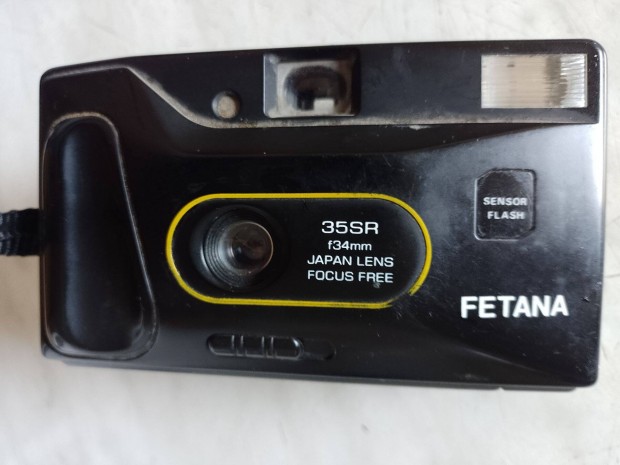 SENSOR
FLASH
35SR
f34mm
JAPAN LENS
FOCUS FREE
FETANA